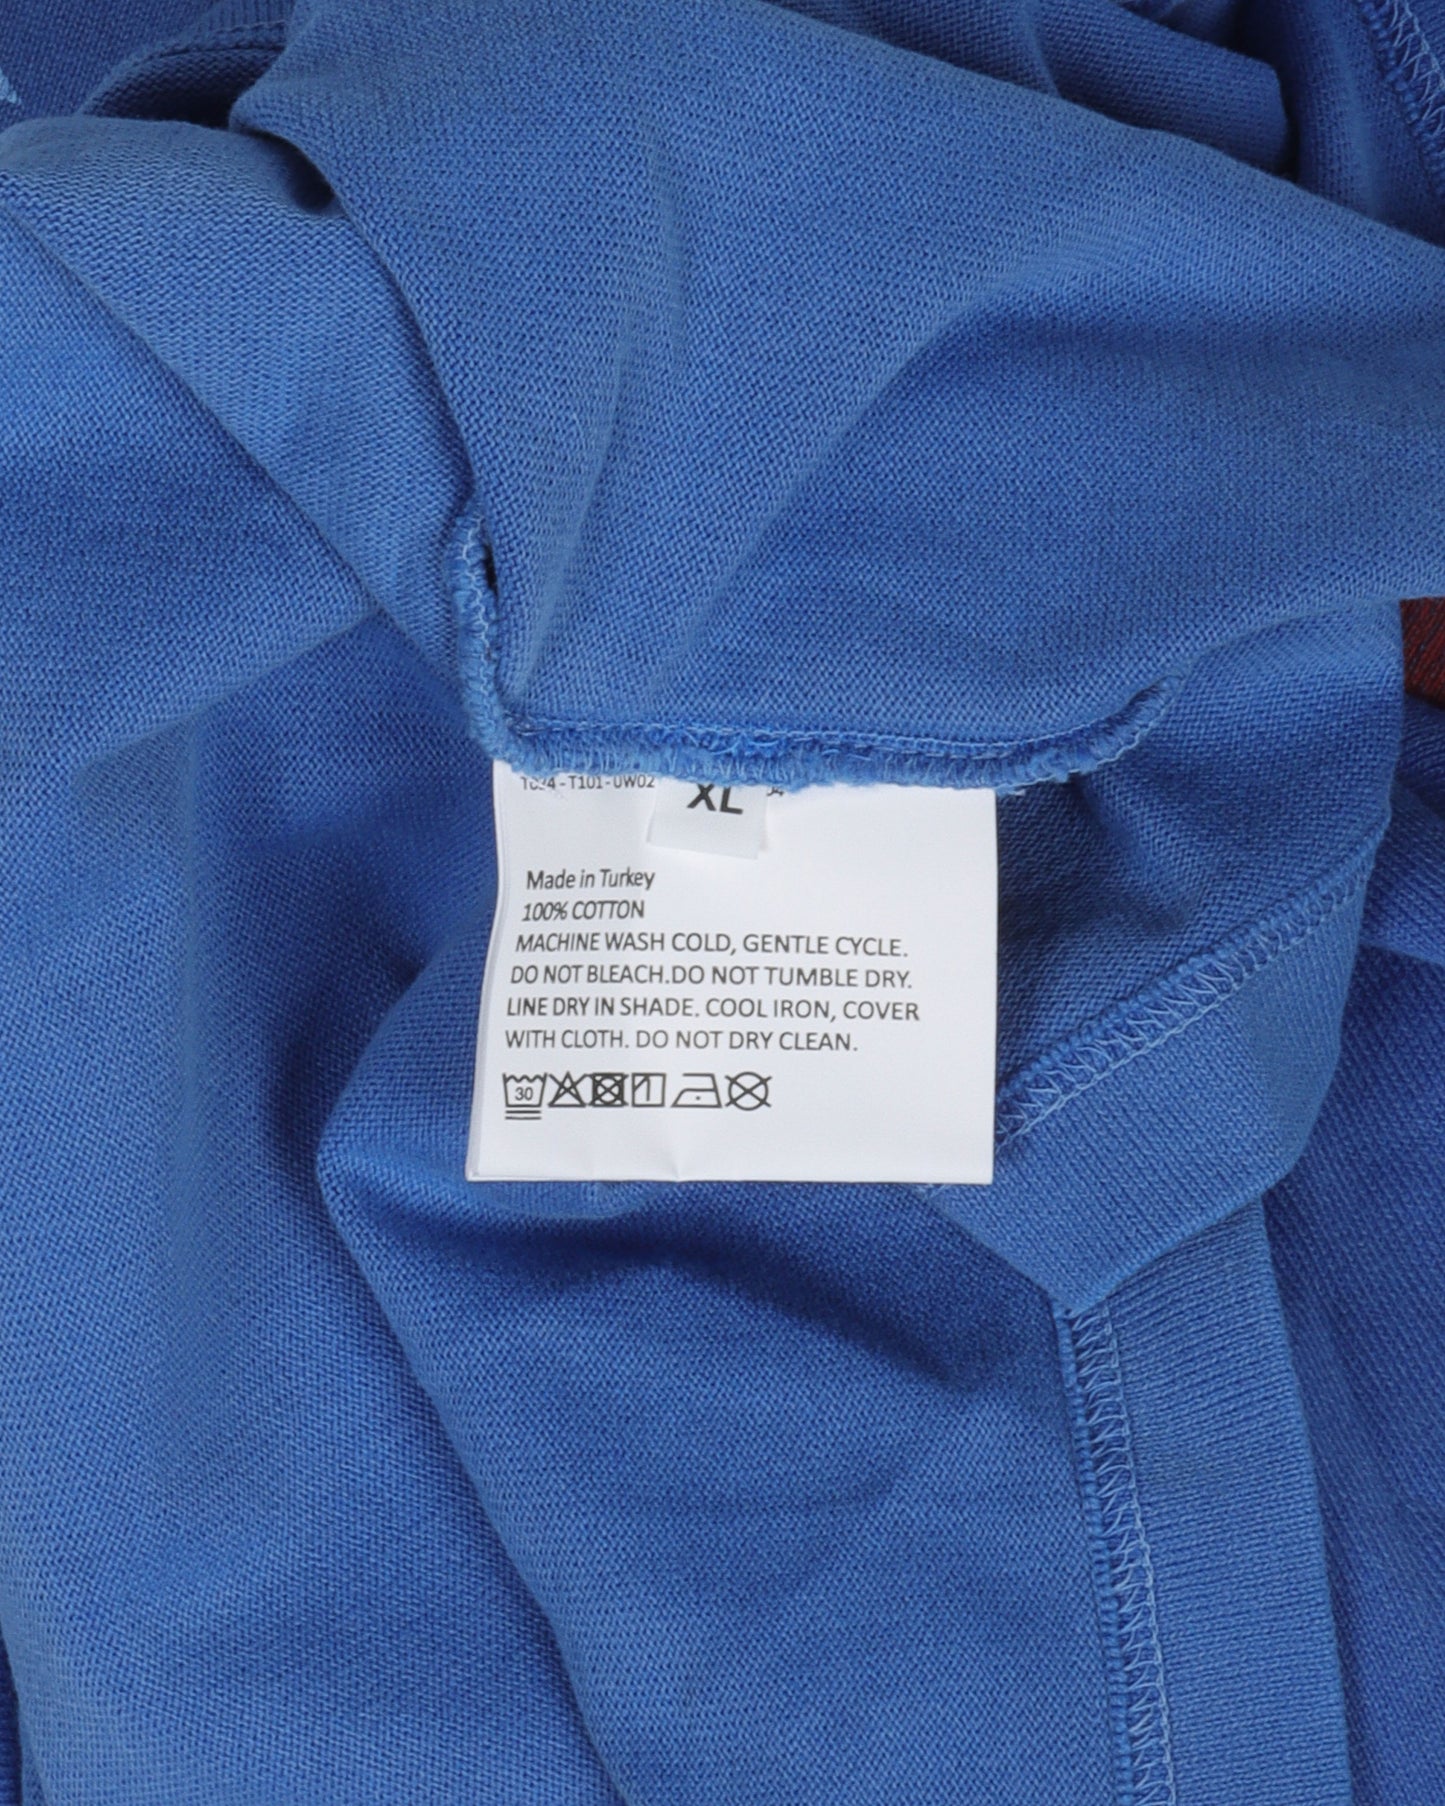 XL
Made in Turkey
100% COTTON
MACHINE WASH COLD, GENTLE CYCLE.
DO NOT BLEACH.DO NOT TUMBLE DRY.
LINE DRY IN SHADE. COOL IRON, COVER
WITH CLOTH. DO NOT DRY CLEAN.
30